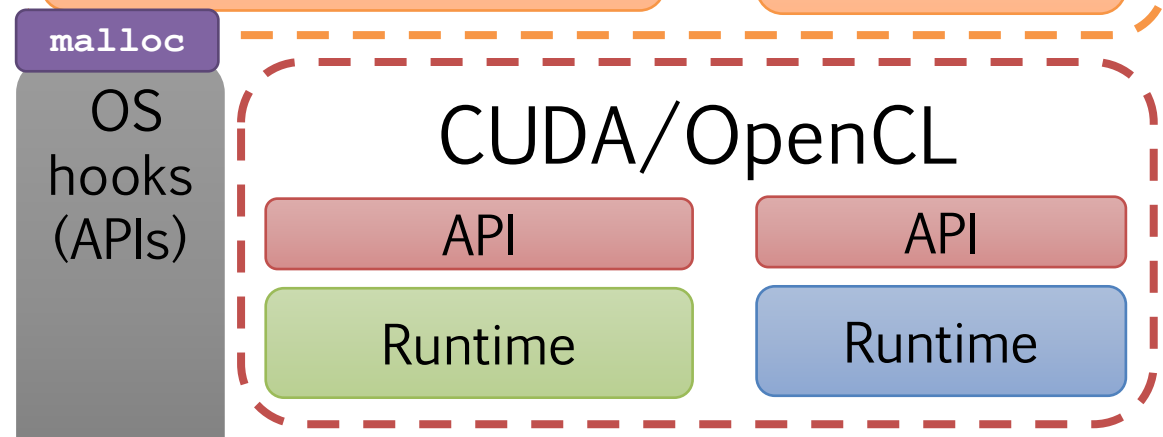 malloc
OS
hooks
(APIs)
CUDA/OpenCL
API
API
Runtime
Runtime